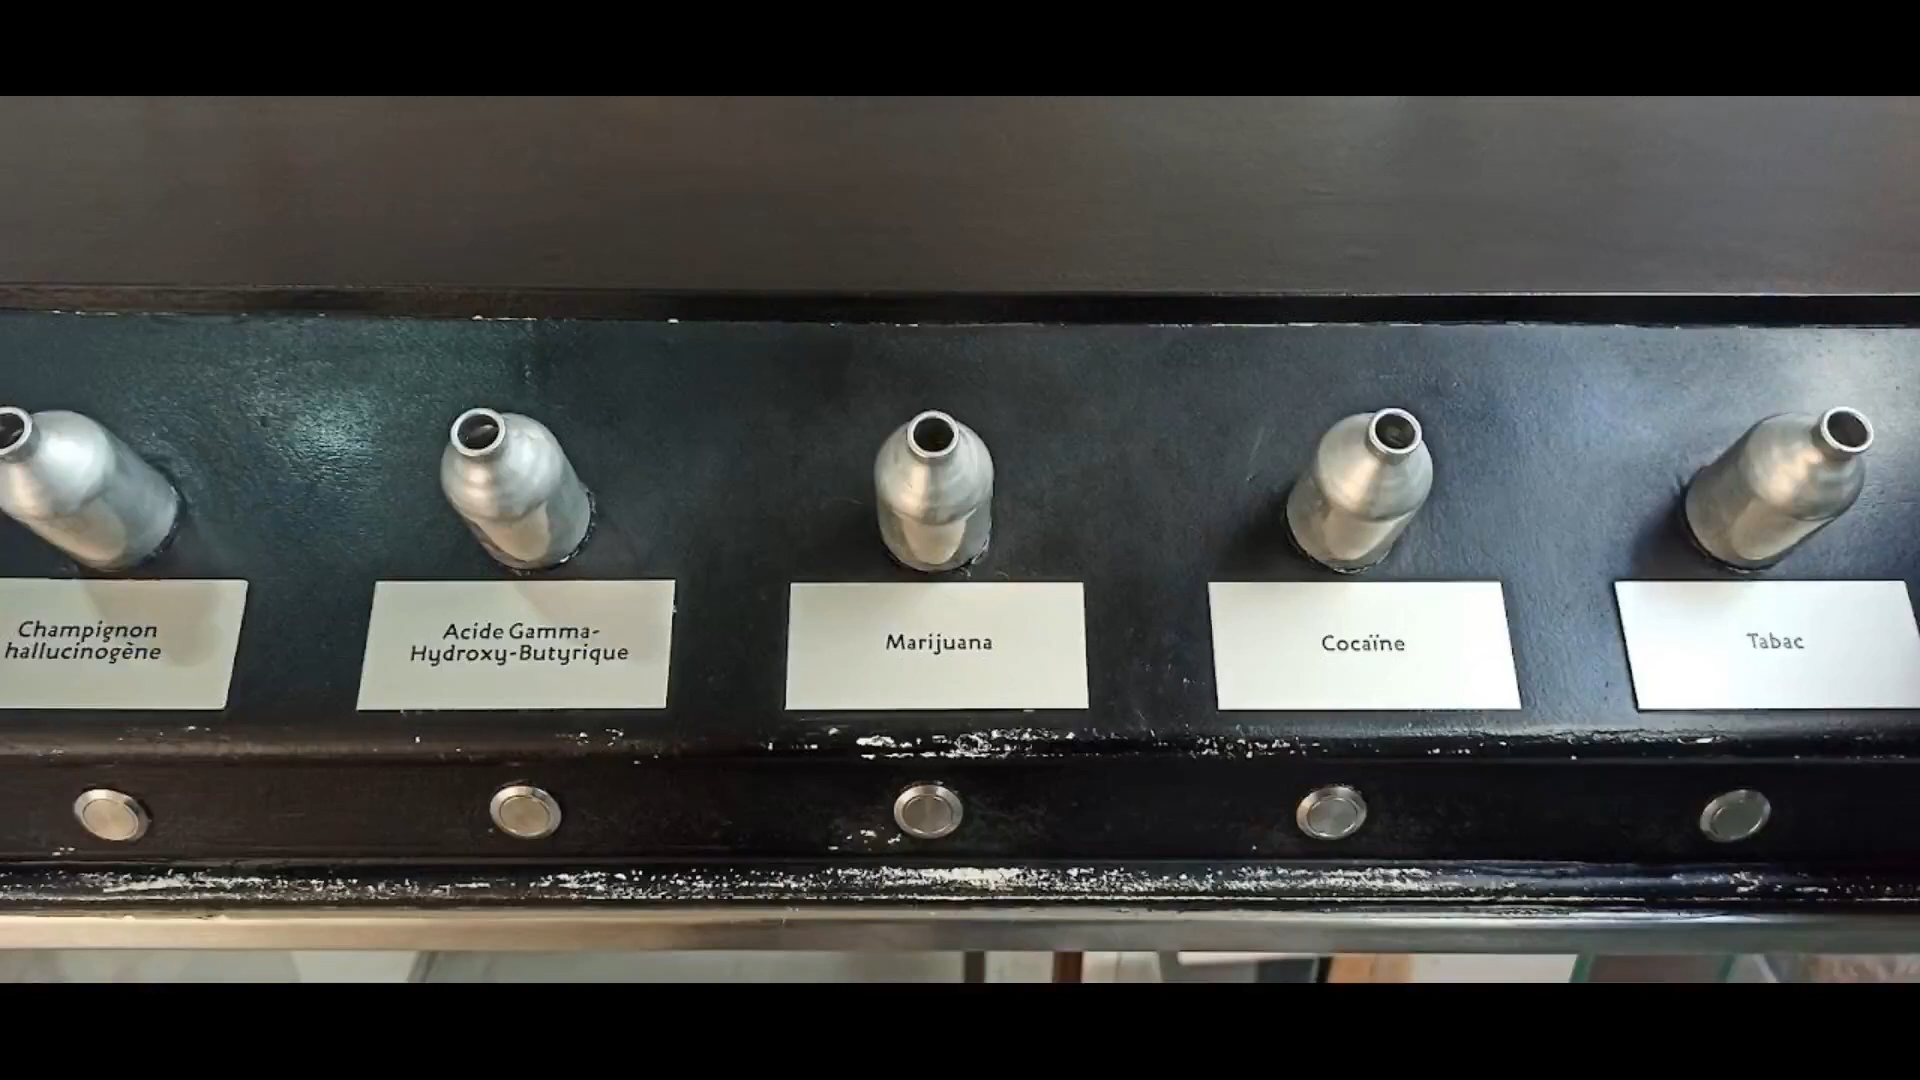 Champignon
hallucinogène
Acide Gamma-
Hydroxy-Butyrique
Marijuana
Cocaïne
Tabac